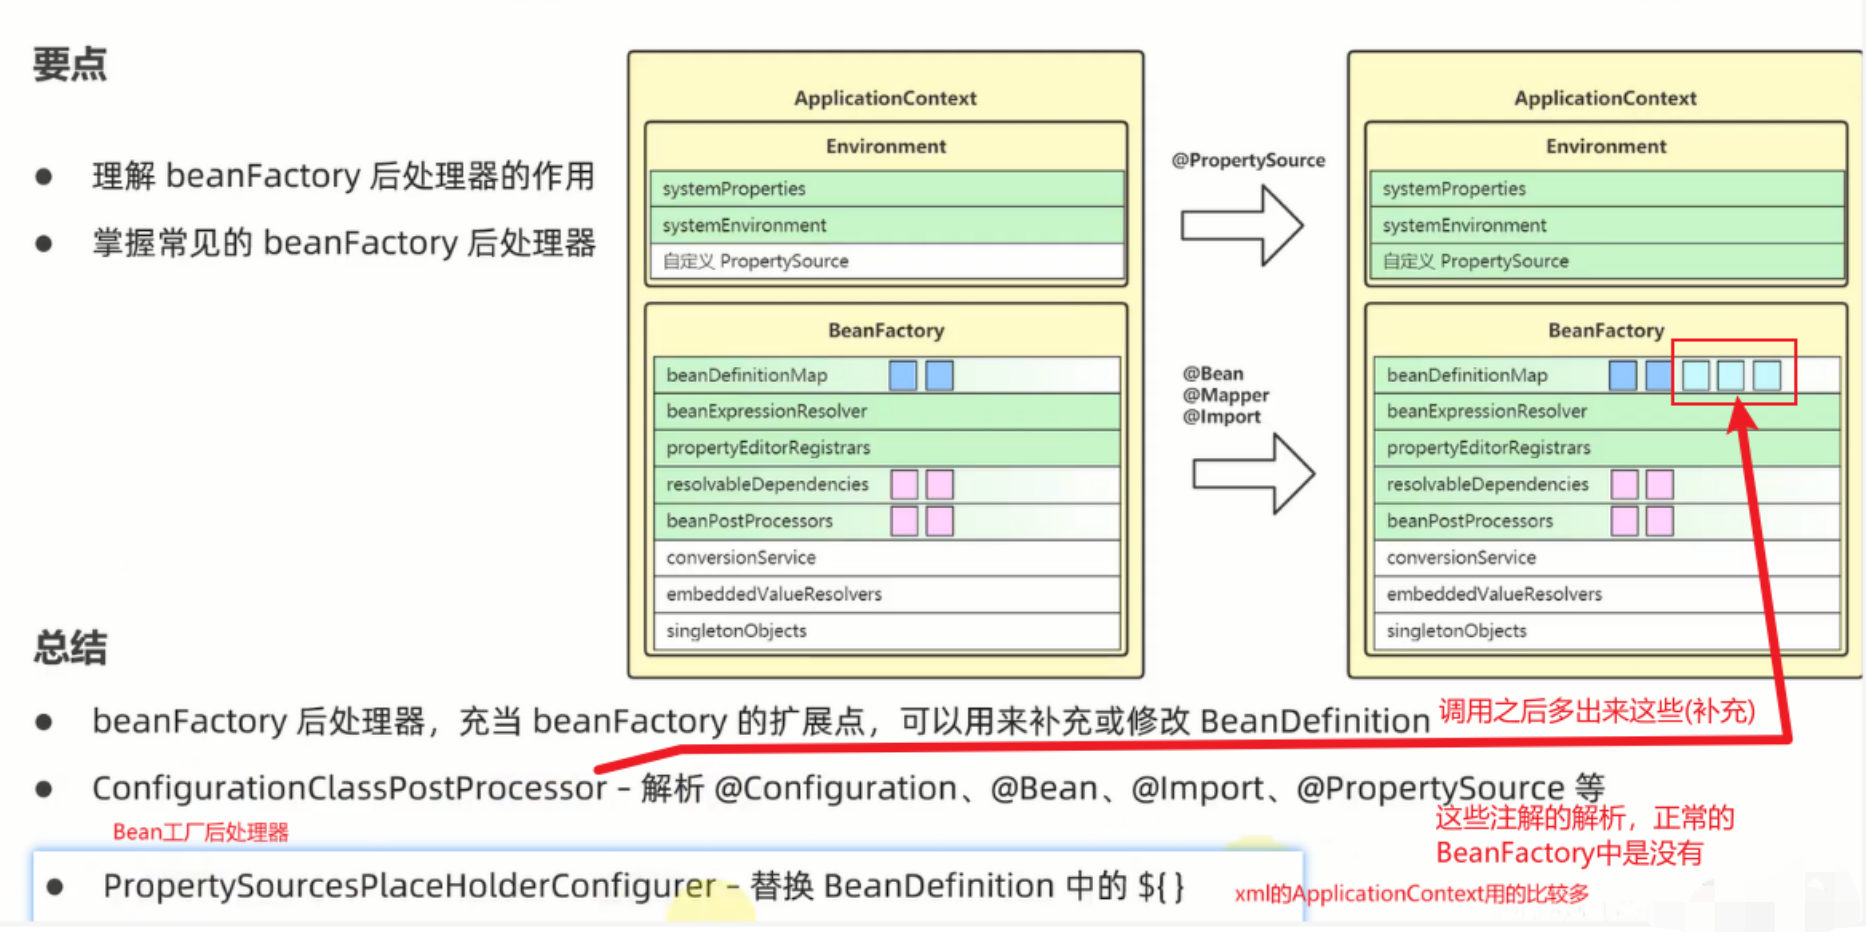 要点
● 理解 beanFactory 后处理器的作用
● 掌握常见的 beanFactory 后处理器
ApplicationContext
Environment
systemProperties
systemEnvironment
自定义 PropertySource
BeanFactory
beanDefinitionMap
beanExpressionResolver
propertyEditorRegistrars
resolvableDependencies
beanPostProcessors
conversionService
embeddedValueResolvers
singletonObjects
@PropertySource
@Bean
@Mapper
@Import
ApplicationContext
Environment
systemProperties
systemEnvironment
自定义 PropertySource
BeanFactory
beanDefinitionMap
beanExpressionResolver
propertyEditorRegistrars
resolvableDependencies
beanPostProcessors
conversionService
embeddedValueResolvers
singletonObjects
总结
● beanFactory 后处理器，充当 beanFactory 的扩展点，可以用来补充或修改 BeanDefinition
调用之后多出来这些(补充)
● ConfigurationClassPostProcessor – 解析 @Configuration、@Bean、@Import、@PropertySource 等
Bean工厂后处理器
这些注解的解析，正常的
BeanFactory中是没有
● PropertySourcesPlaceHolderConfigurer – 替换 BeanDefinition 中的 ${}
xml的ApplicationContext用的比较多